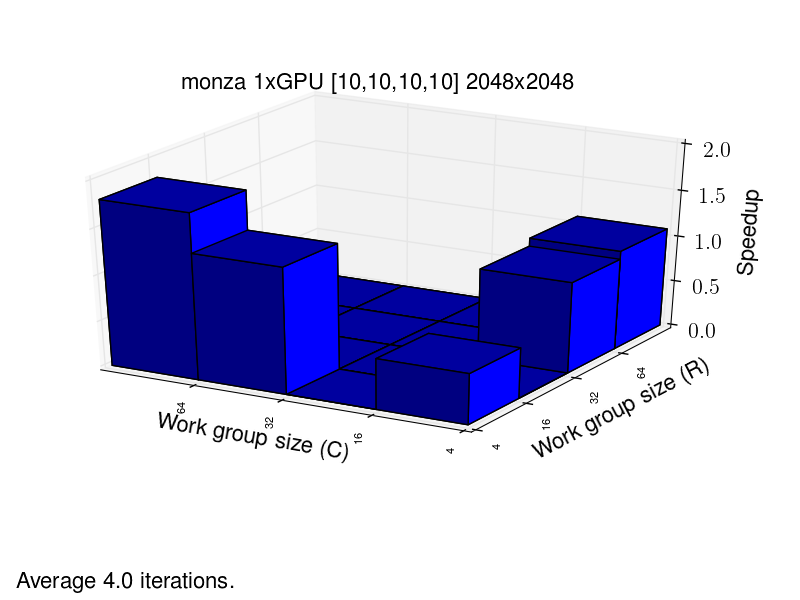 monza 1xGPU [10,10,10,10] 2048x2048
2.0
1.5
1.0
0.5
0.0
Speedup
64
32
16
4
Work group size (C)
4
16
32
64
Work group size (R)
Average 4.0 iterations.